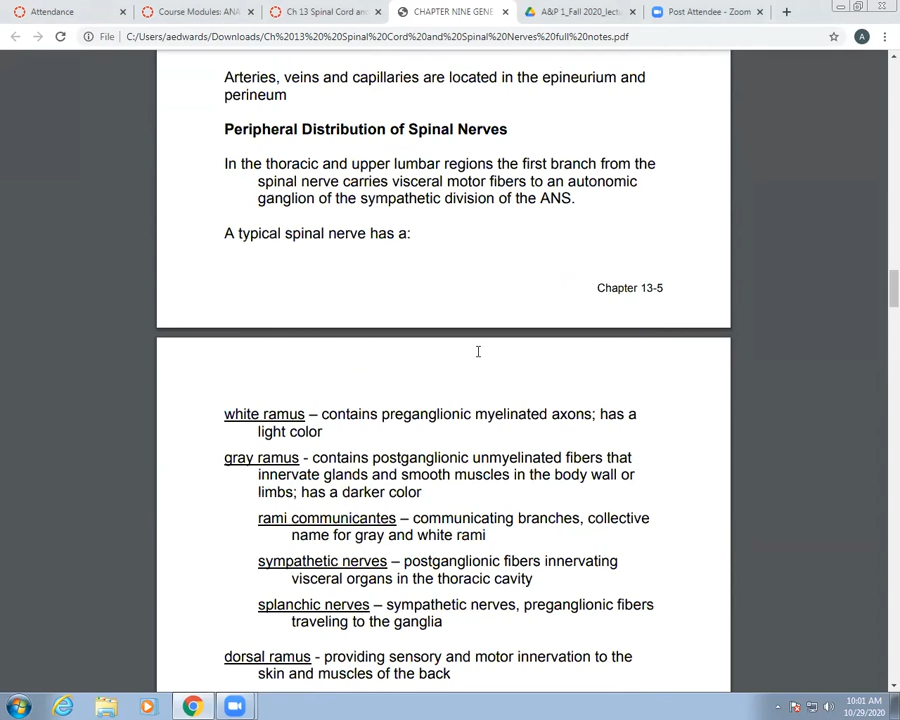 Attendance
Course Modules: ANA
Ch 13 Spinal Cord and
CHAPTER NINE GENE
A&P 1_Fall 2020_lectu
Post Attendee - Zoom
File
C:/Users/aedwards/Downloads/Ch%2013%20%20Spinal%20Cord%20and%20Spinal%20Nerves%20full%20notes.pdf
A
Arteries, veins and capillaries are located in the epineurium and
perineum
Peripheral Distribution of Spinal Nerves
In the thoracic and upper lumbar regions the first branch from the
spinal nerve carries visceral motor fibers to an autonomic
ganglion of the sympathetic division of the ANS.
A typical spinal nerve has a:
Chapter 13-5
white ramus – contains preganglionic myelinated axons; has a
light color
gray ramus - contains postganglionic unmyelinated fibers that
innervate glands and smooth muscles in the body wall or
limbs; has a darker color
rami communicantes – communicating branches, collective
name for gray and white rami
sympathetic nerves – postganglionic fibers innervating
visceral organs in the thoracic cavity
splanchic nerves – sympathetic nerves, preganglionic fibers
traveling to the ganglia
dorsal ramus - providing sensory and motor innervation to the
skin and muscles of the back
10:01 AM
10/29/2020